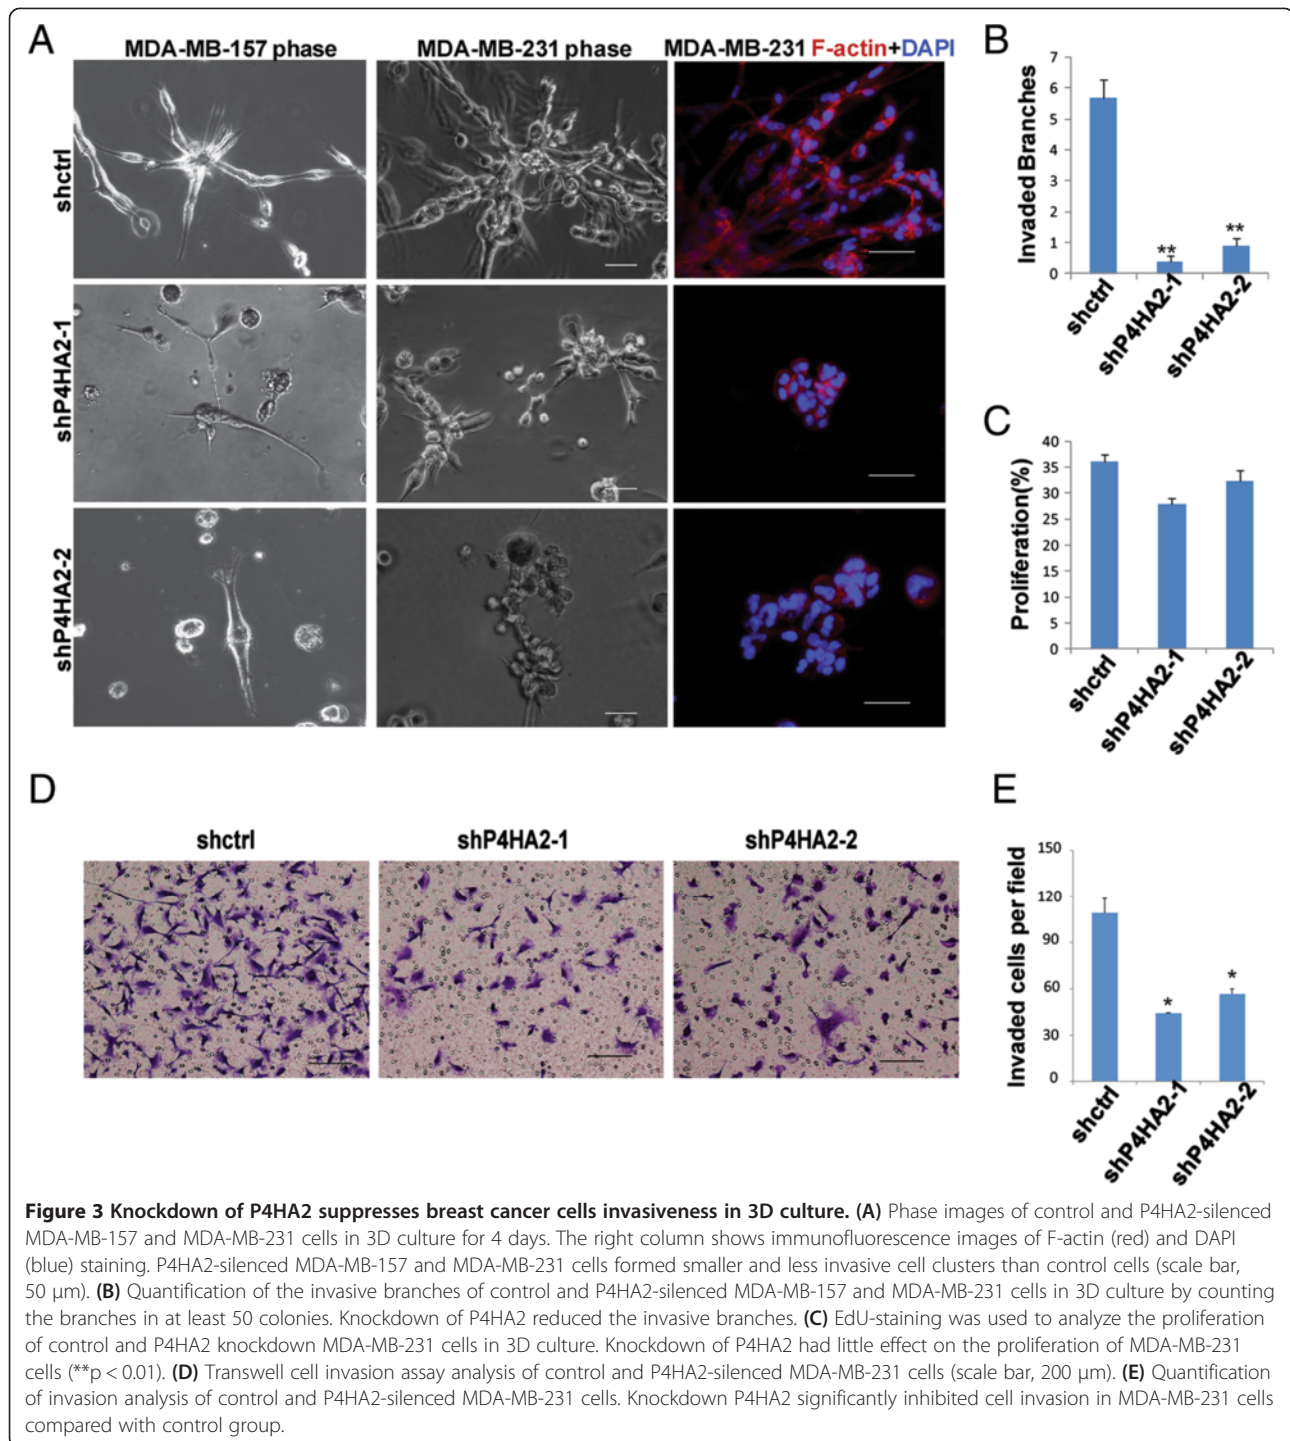 A
MDA-MB-157 phase
MDA-MB-231 phase
MDA-MB-231 F-actin+DAPI
shctrl
shP4HA2-1
shP4HA2-2
B
Invaded Branches
7
6
5
4
3
2
1
0
**
**
shctrl
shP4HA2-1
shP4HA2-2
C
Proliferation(%)
40
35
30
25
20
15
10
5
0
shctrl
shP4HA2-1
shP4HA2-2
D
shctrl
shP4HA2-1
shP4HA2-2
E
Invaded cells per field
150
120
90
60
30
0
*
*
shctrl
shP4HA2-1
shP4HA2-2
Figure 3 Knockdown of P4HA2 suppresses breast cancer cells invasiveness in 3D culture. (A) Phase images of control and P4HA2-silenced
MDA-MB-157 and MDA-MB-231 cells in 3D culture for 4 days. The right column shows immunofluorescence images of F-actin (red) and DAPI
(blue) staining. P4HA2-silenced MDA-MB-157 and MDA-MB-231 cells formed smaller and less invasive cell clusters than control cells (scale bar,
50 μm). (B) Quantification of the invasive branches of control and P4HA2-silenced MDA-MB-157 and MDA-MB-231 cells in 3D culture by counting
the branches in at least 50 colonies. Knockdown of P4HA2 reduced the invasive branches. (C) EdU-staining was used to analyze the proliferation
of control and P4HA2 knockdown MDA-MB-231 cells in 3D culture. Knockdown of P4HA2 had little effect on the proliferation of MDA-MB-231
cells (**p < 0.01). (D) Transwell cell invasion assay analysis of control and P4HA2-silenced MDA-MB-231 cells (scale bar, 200 μm). (E) Quantification
of invasion analysis of control and P4HA2-silenced MDA-MB-231 cells. Knockdown P4HA2 significantly inhibited cell invasion in MDA-MB-231 cells
compared with control group.